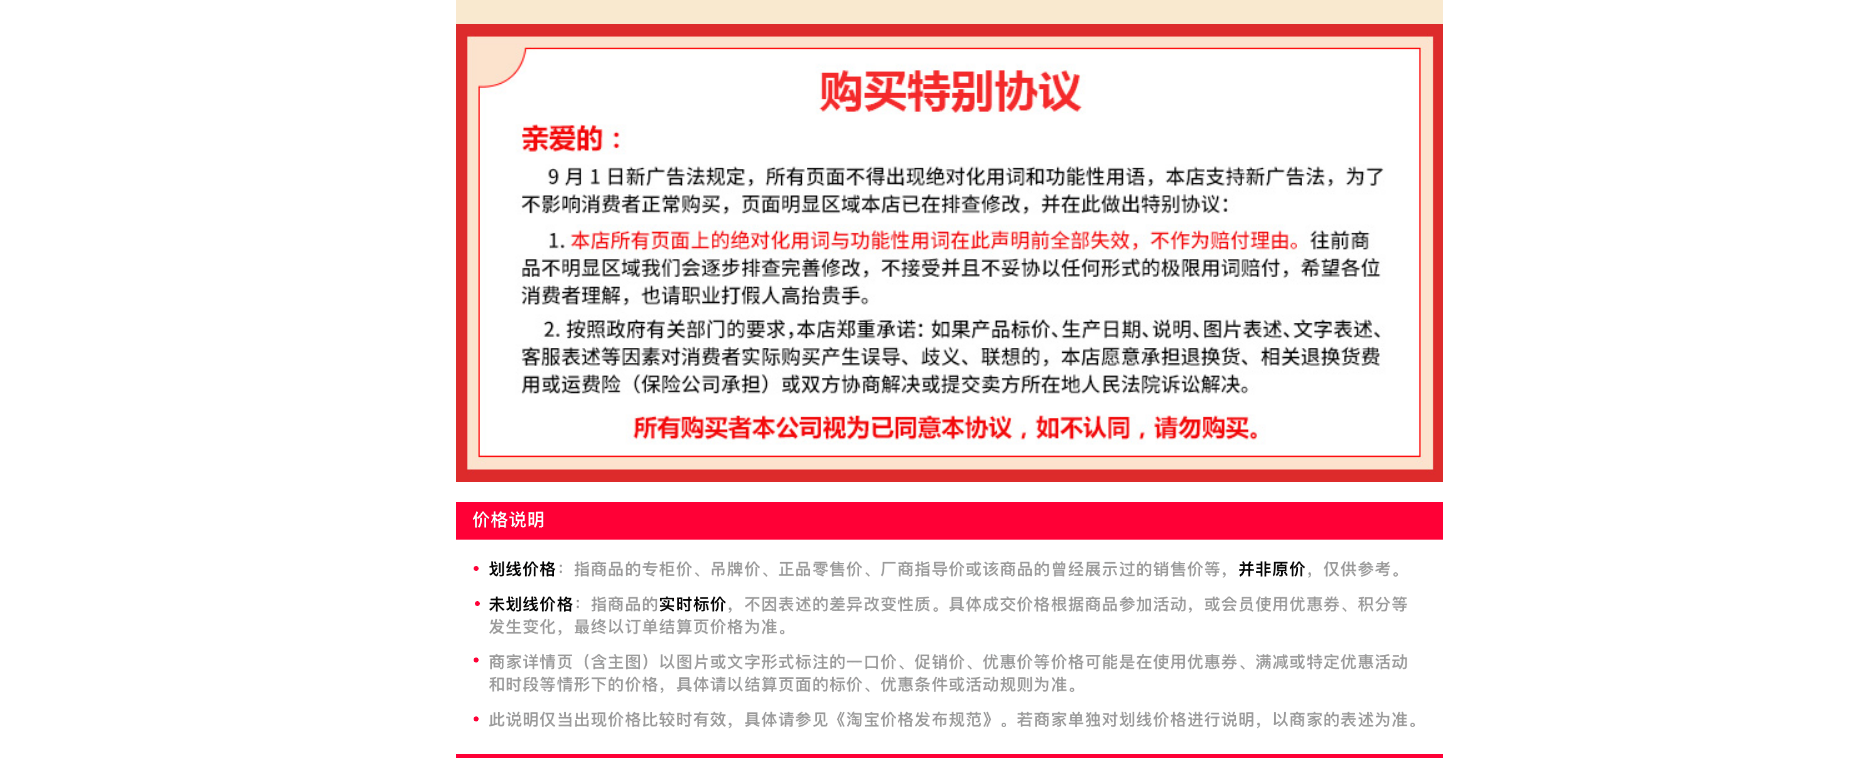 购买特别协议
亲爱的：
9 月 1 日新广告法规定，所有页面不得出现绝对化用词和功能性用语，本店支持新广告法，为了
不影响消费者正常购买，页面明显区域本店已在排查修改，并在此做出特别协议：
1. 本店所有页面上的绝对化用词与功能性用词在此声明前全部失效，不作为赔付理由。往前商
品不明显区域我们会逐步排查完善修改，不接受并且不妥协以任何形式的极限用词赔付，希望各位
消费者理解，也请职业打假人高抬贵手。
2. 按照政府有关部门的要求，本店郑重承诺：如果产品标价、生产日期、说明、图片表述、文字表述、
客服表述等因素对消费者实际购买产生误导、歧义、联想的，本店愿意承担退换货、相关退换货费
用或运费险（保险公司承担）或双方协商解决或提交卖方所在地人民法院诉讼解决。
所有购买者本公司视为已同意本协议，如不认同，请勿购买。
价格说明
• 划线价格：指商品的专柜价、吊牌价、正品零售价、厂商指导价或该商品的曾经展示过的销售价等，并非原价，仅供参考。
• 未划线价格：指商品的实时标价，不因表述的差异改变性质。具体成交价格根据商品参加活动，或会员使用优惠券、积分等
发生变化，最终以订单结算页价格为准。
• 商家详情页（含主图）以图片或文字形式标注的一口价、促销价、优惠价等价格可能是在使用优惠券、满减或特定优惠活动
和时段等情形下的价格，具体请以结算页面的标价、优惠条件或活动规则为准。
• 此说明仅当出现价格比较时有效，具体请参见《淘宝价格发布规范》。若商家单独对划线价格进行说明，以商家的表述为准。